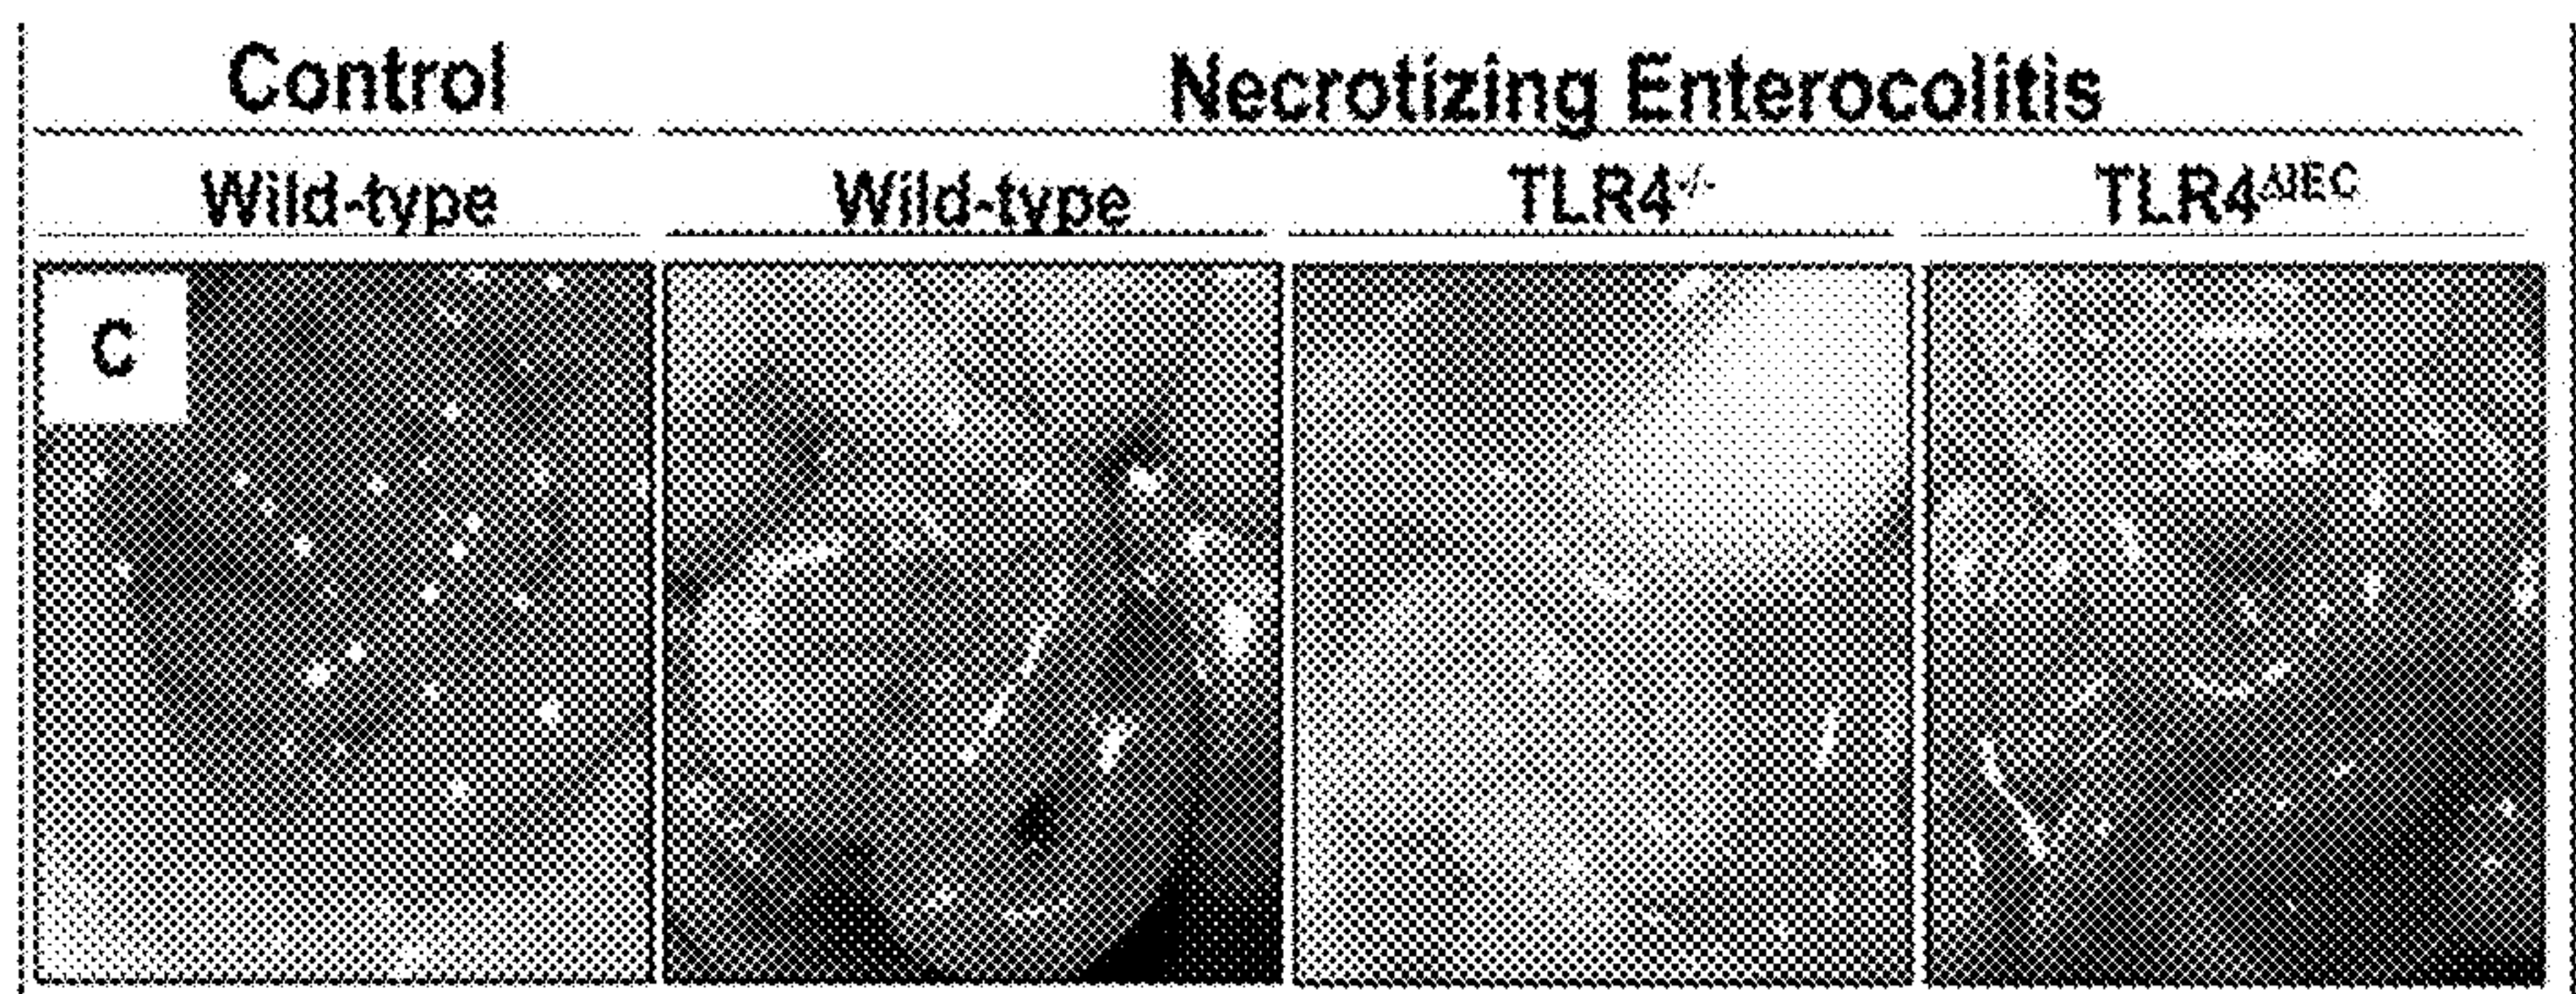 Control Necrotizing Enterocolitis
Wild-type Wild-type TLR4-/- TLR4ΔIEC
C